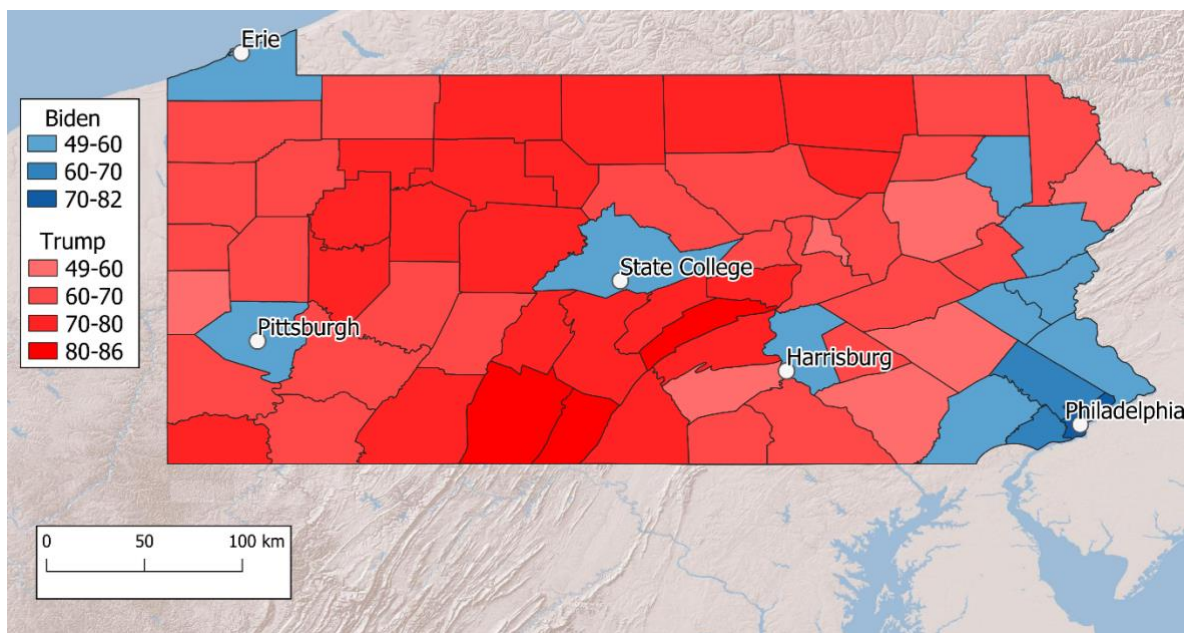 Erie
Biden
49-60
60-70
70-82
Trump
49-60
60-70
70-80
80-86
State College
Pittsburgh
Harrisburg
Philadelphia
0 50 100 km